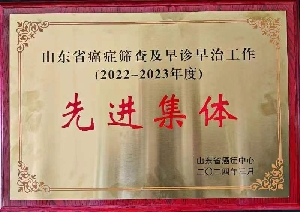 山东省癌症筛查及早诊早治工作
(2022-2023年度)
先进集体
山东省癌症中心
二〇二四年三月